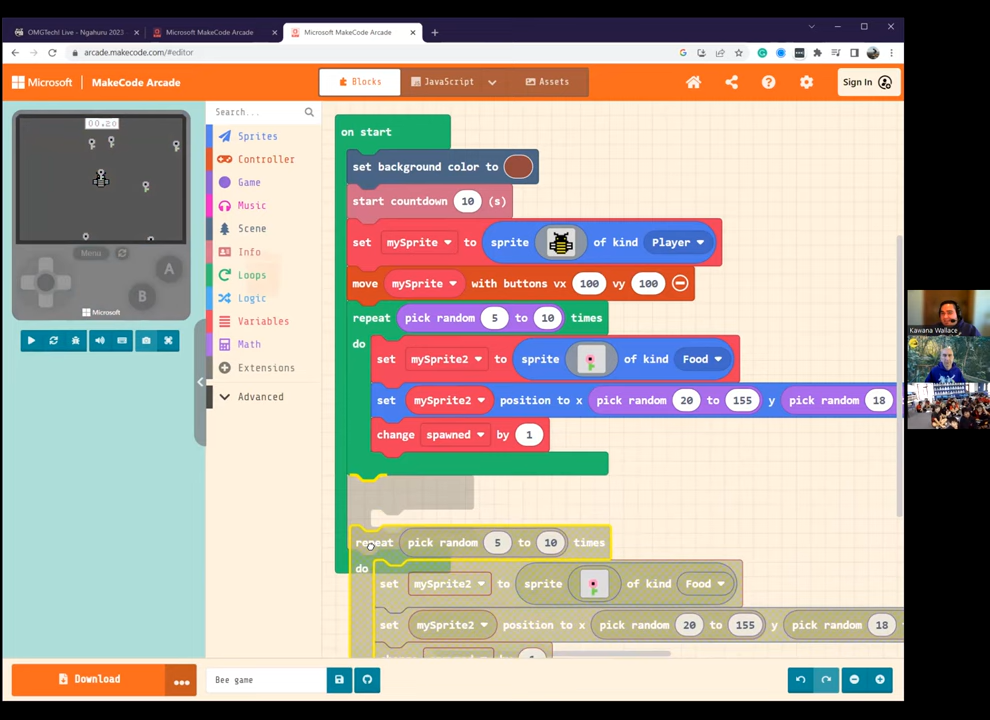 OMGTech! Live - Ngahuru 2023
Microsoft MakeCode Arcade
Microsoft MakeCode Arcade
arcade.makecode.com/#editor
Microsoft
MakeCode Arcade
Blocks
JavaScript
Assets
Sign In
00.20
Menu
A
B
Microsoft
Search...
Sprites
Controller
Game
Music
Scene
Info
Loops
Logic
Variables
Math
Extensions
Advanced
on start
set background color to
start countdown 10 (s)
set mySprite to sprite of kind Player
move mySprite with buttons vx 100 vy 100
repeat pick random 5 to 10 times
do
set mySprite2 to sprite of kind Food
set mySprite2 position to x pick random 20 to 155 y pick random 18
change spawned by 1
repeat pick random 5 to 10 times
do
set mySprite2 to sprite of kind Food
set mySprite2 position to x pick random 20 to 155 y pick random 18
Download
Bee game
Kawana Wallace